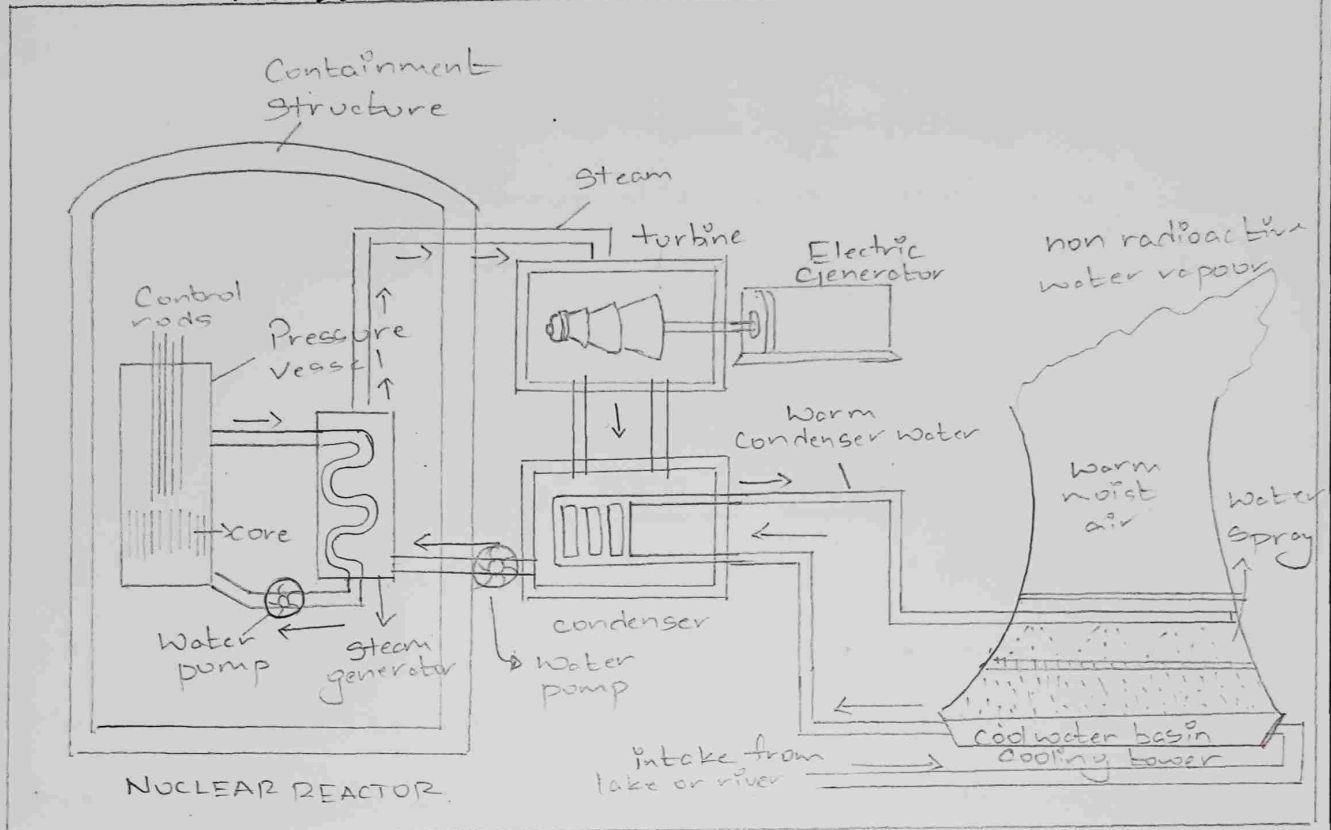 Containment
structure
steam
turbine
Electric
Generator
non radioactive
water vapour
Control
rods
Pressure
vessel
Warm
condenser water
warm
moist
air
water
spray
core
Water
pump
steam
generator
condenser
water
pump
cool water basin
cooling tower
intake from
lake or river
NUCLEAR REACTOR